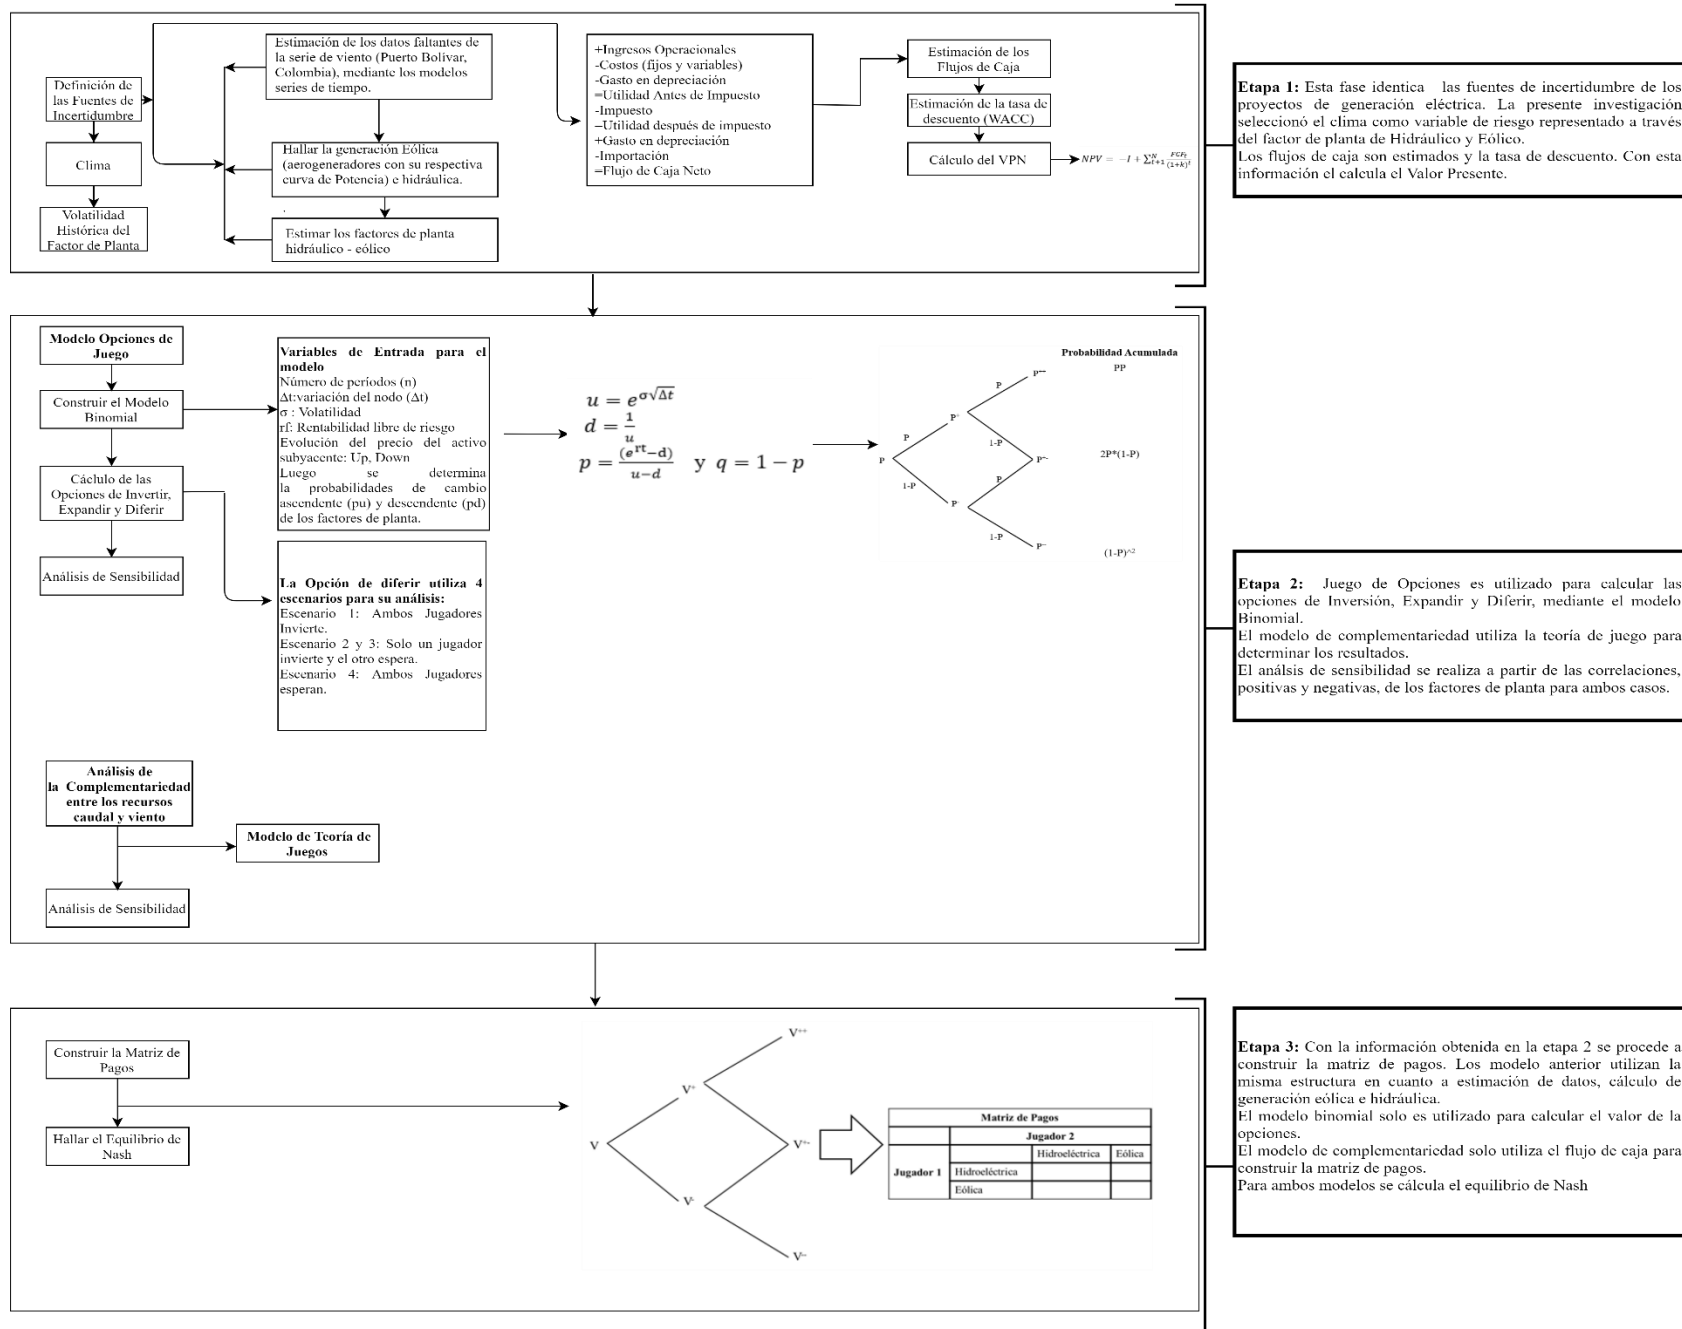 Definición de
las Fuentes de
Incertidumbre
Clima
Volatilidad
Histórica del
Factor de Planta
Estimación de los datos faltantes de
la serie de viento (Puerto Bolívar,
Colombia), mediante los modelos
series de tiempo.
Hallar la generación Eólica
(aerogeneradores con su respectiva
curva de Potencia) e hidráulica.
Estimar los factores de planta
hidráulico - eólico
+Ingresos Operacionales
-Costos (fijos y variables)
-Gasto en depreciación
=Utilidad Antes de Impuesto
-Impuesto
–Utilidad después de impuesto
+Gasto en depreciación
-Importación
=Flujo de Caja Neto
Estimación de los
Flujos de Caja
Estimación de la tasa de
descuento (WACC)
Cálculo del VPN
NPV = −I + ∑ᴺₜ₊₁ FCFₜ/(1+k)ᵗ
Etapa 1: Esta fase identica las fuentes de incertidumbre de los
proyectos de generación eléctrica. La presente investigación
seleccionó el clima como variable de riesgo representado a través
del factor de planta de Hidráulico y Eólico.
Los flujos de caja son estimados y la tasa de descuento. Con esta
información el calcula el Valor Presente.
Modelo Opciones de
Juego
Construir el Modelo
Binomial
Cáclulo de las
Opciones de Invertir,
Expandir y Diferir
Análisis de Sensibilidad
Variables de Entrada para el
modelo
Número de períodos (n)
Δt:variación del nodo (Δt)
σ : Volatilidad
rf: Rentabilidad libre de riesgo
Evolución del precio del activo
subyacente: Up, Down
Luego se determina
la probabilidades de cambio
ascendente (pu) y descendente (pd)
de los factores de planta.
La Opción de diferir utiliza 4
escenarios para su análisis:
Escenario 1: Ambos Jugadores
Invierte.
Escenario 2 y 3: Solo un jugador
invierte y el otro espera.
Escenario 4: Ambos Jugadores
esperan.
u = e^σ√Δt
d = 1/u
p = (e^rt−d)/u−d y q = 1 − p
Probabilidad Acumulada
PP
2P*(1-P)
(1-P)^2
P
P
1-P
P+
P-
P
1-P
P
1-P
P++
P+-
P--
Análisis de
la Complementariedad
entre los recursos
caudal y viento
Modelo de Teoría de
Juegos
Análisis de Sensibilidad
Etapa 2: Juego de Opciones es utilizado para calcular las
opciones de Inversión, Expandir y Diferir, mediante el modelo
Binomial.
El modelo de complementariedad utiliza la teoría de juego para
determinar los resultados.
El análsis de sensibilidad se realiza a partir de las correlaciones,
positivas y negativas, de los factores de planta para ambos casos.
Construir la Matriz de
Pagos
Hallar el Equilibrio de
Nash
V
V+
V-
V++
V+-
V--
Matriz de Pagos
Jugador 2
Hidroeléctrica Eólica
Jugador 1 Hidroeléctrica
Eólica
Etapa 3: Con la información obtenida en la etapa 2 se procede a
construir la matriz de pagos. Los modelo anterior utilizan la
misma estructura en cuanto a estimación de datos, cálculo de
generación eólica e hidráulica.
El modelo binomial solo es utilizado para calcular el valor de la
opciones.
El modelo de complementariedad solo utiliza el flujo de caja para
construir la matriz de pagos.
Para ambos modelos se cálcula el equilibrio de Nash